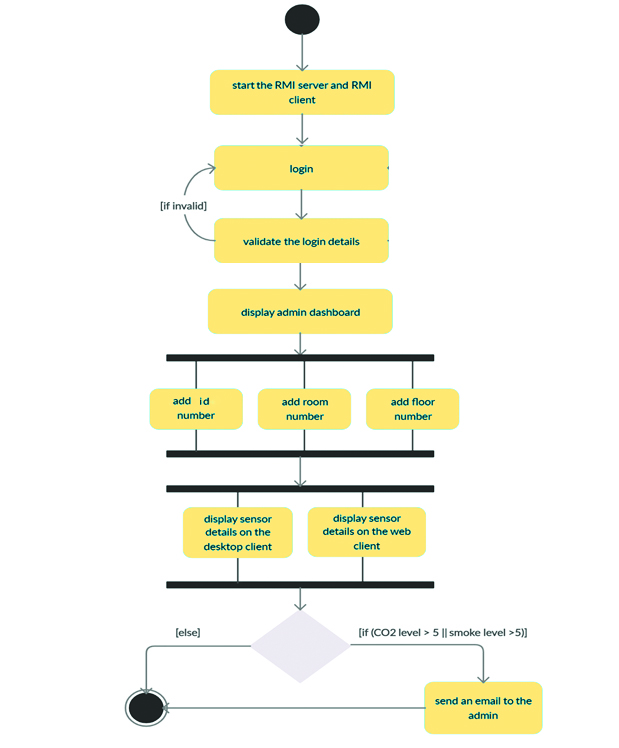 start the RMI server and RMI
client
login
[if invalid]
validate the login details
display admin dashboard
add id
number
add room
number
add floor
number
display sensor
details on the
desktop client
display sensor
details on the web
client
[else]
[if (CO2 level > 5 || smoke level >5)]
send an email to the
admin